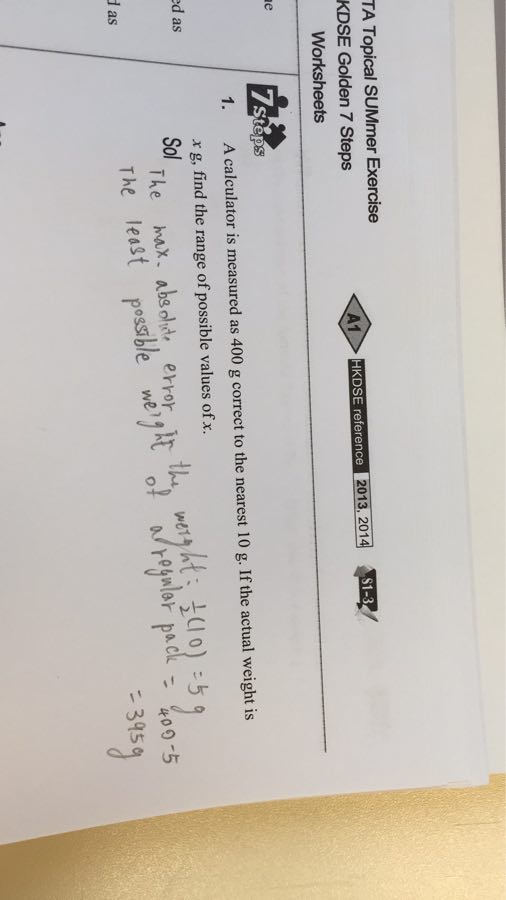 TA Topical SUMmer Exercise
KDSE Golden 7 Steps
Worksheets
A1 HKDSE reference 2013, 2014 S1-3
7 Steps
1. A calculator is measured as 400 g correct to the nearest 10 g. If the actual weight is
x g, find the range of possible values of x.
Sol The max. absolute error in the weight: ½(10) = 5 g
The least possible weight of a regular pack = 400-5
= 395g
ed as
d as